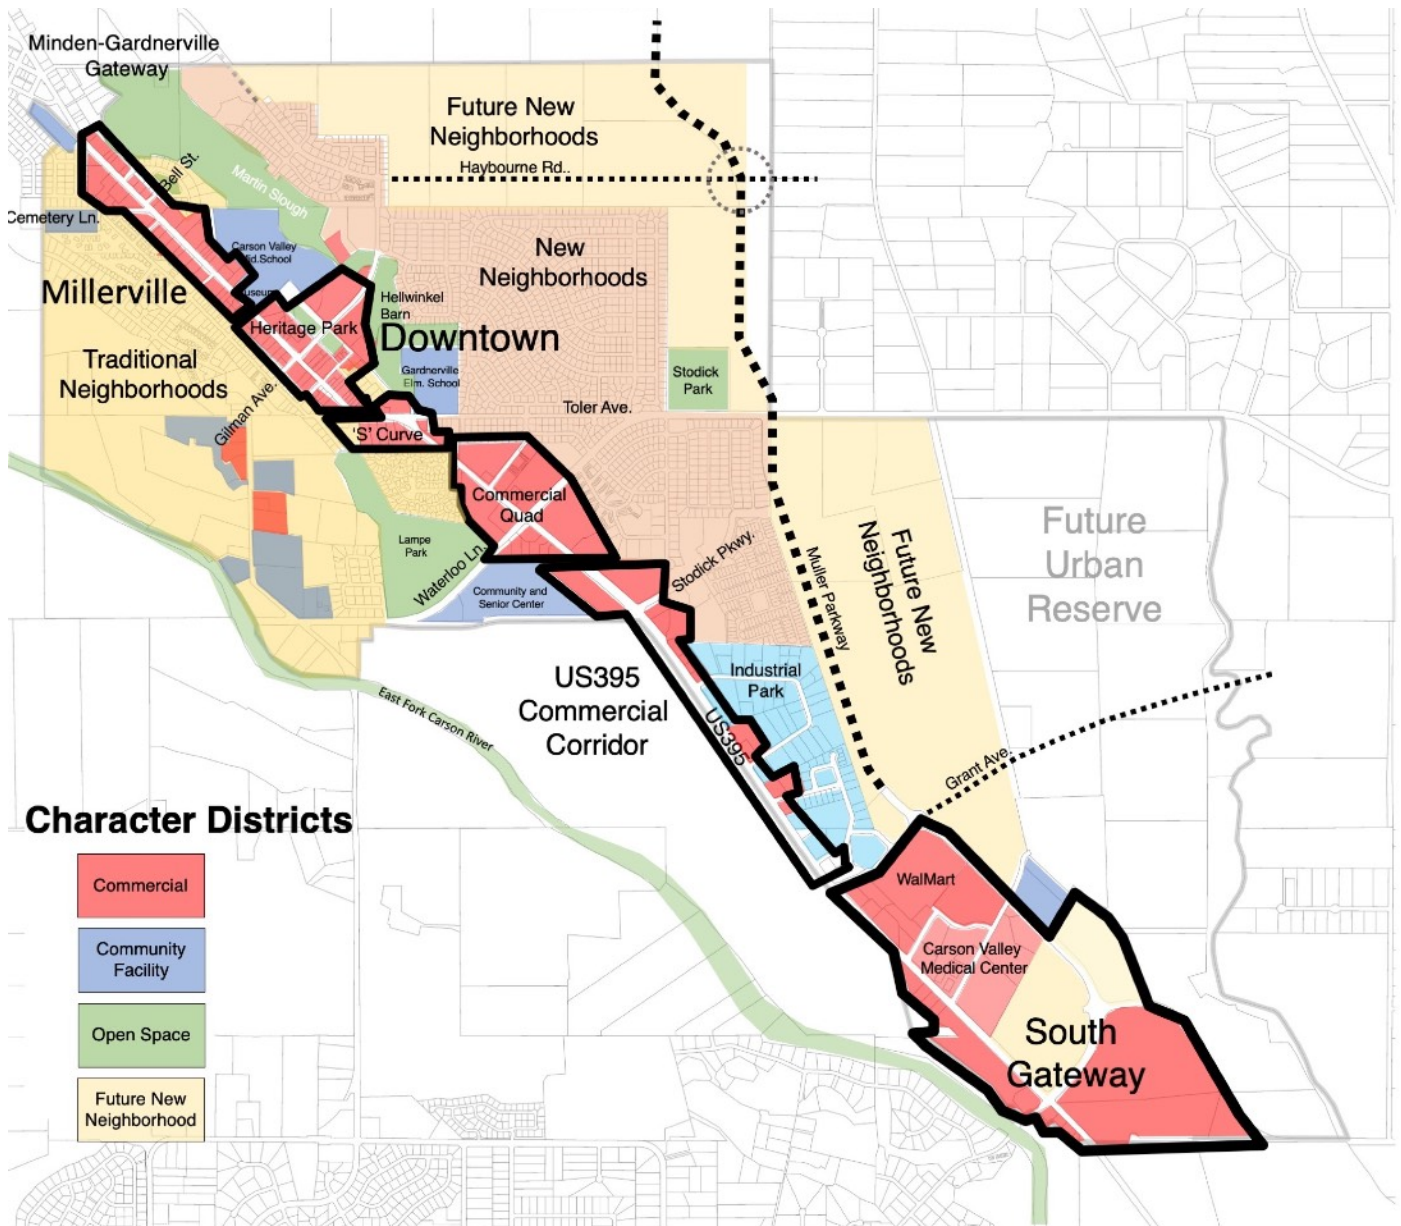 Minden-Gardnerville
Gateway
Future New
Neighborhoods
Haybourne Rd..
Bell St.
Martin Slough
Cemetery Ln.
Carson Valley
Mid.School
New
Neighborhoods
Millerville
Hellwinkel
Barn
Heritage Park
Downtown
Traditional
Neighborhoods
Gardnerville
Elm. School
Stodick
Park
Gilman Ave.
Toler Ave.
'S' Curve
Commercial
Quad
Lampe
Park
Waterloo Ln.
Stodick Pkwy.
Muller Parkway
Future New
Neighborhoods
Future
Urban
Reserve
Community and
Senior Center
US395
Commercial
Corridor
Industrial
Park
US395
East Fork Carson River
Grant Ave.
Character Districts
Commercial
Community
Facility
Open Space
Future New
Neighborhood
WalMart
Carson Valley
Medical Center
South
Gateway